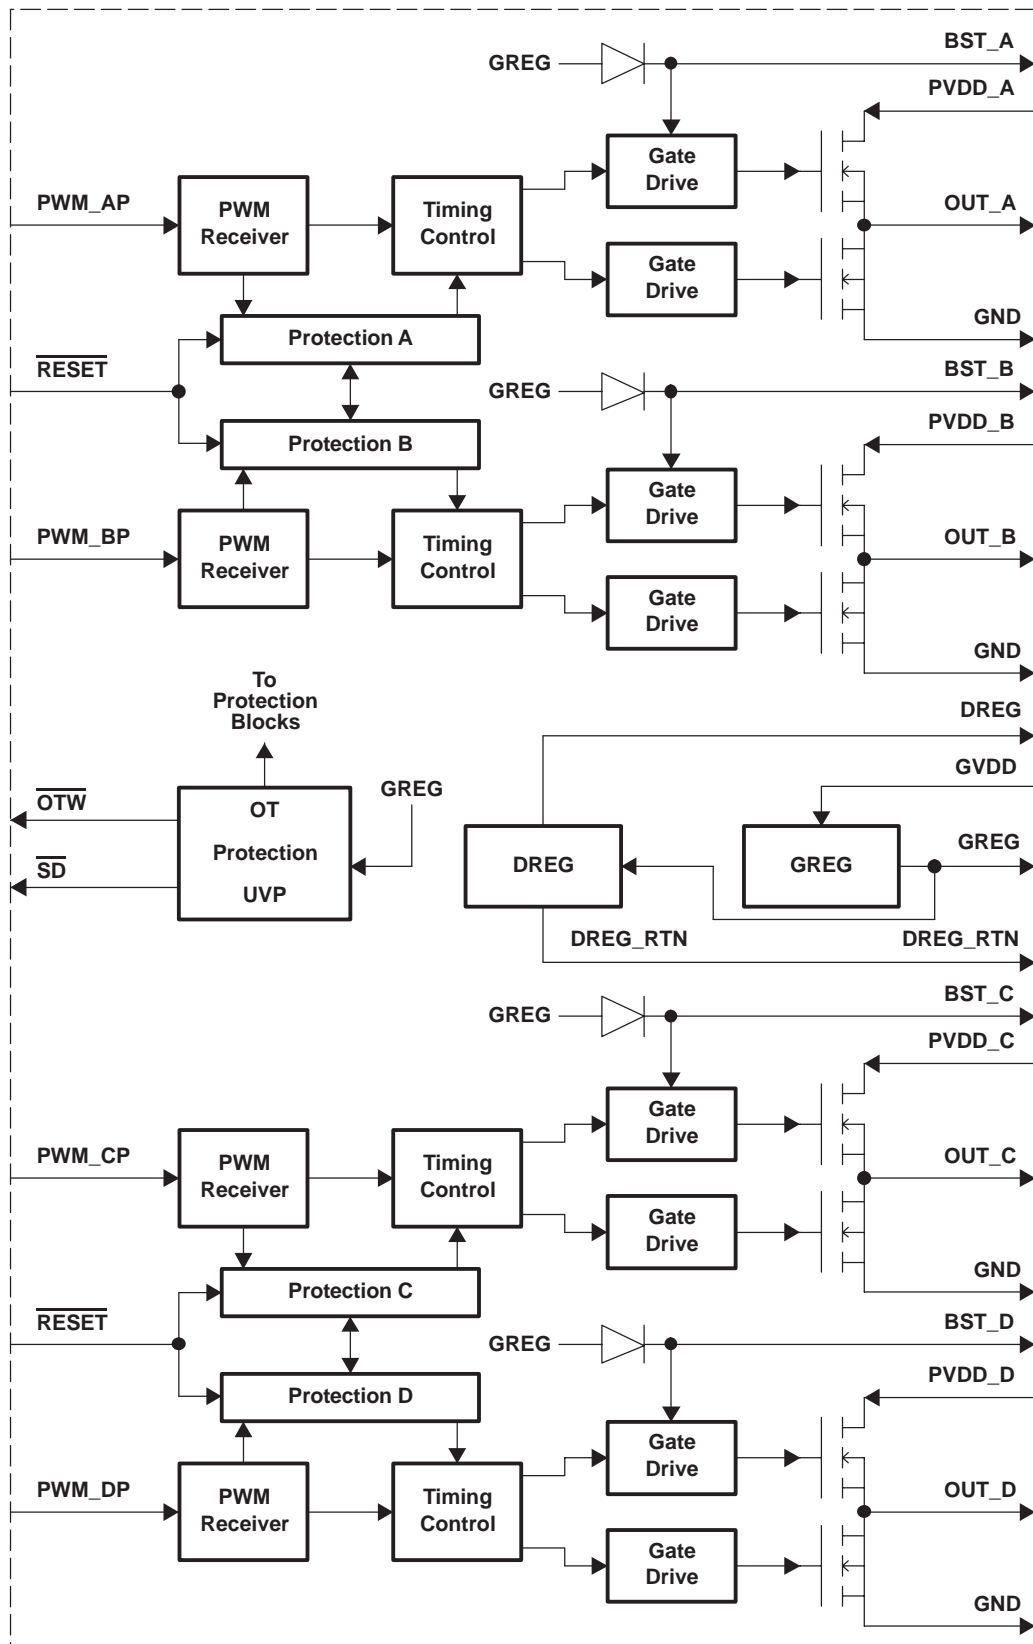 BST_A
GREG
PVDD_A
Gate
Drive
PWM_AP
PWM
Receiver
Timing
Control
OUT_A
Gate
Drive
GND
Protection A
RESET
BST_B
GREG
PVDD_B
Protection B
Gate
Drive
PWM_BP
PWM
Receiver
Timing
Control
OUT_B
Gate
Drive
GND
To
Protection
Blocks
DREG
GVDD
OTW
OT
GREG
Protection
DREG
GREG
GREG
SD
UVP
DREG_RTN
DREG_RTN
BST_C
GREG
PVDD_C
Gate
Drive
PWM_CP
PWM
Receiver
Timing
Control
OUT_C
Gate
Drive
GND
Protection C
RESET
BST_D
GREG
PVDD_D
Protection D
Gate
Drive
PWM_DP
PWM
Receiver
Timing
Control
OUT_D
Gate
Drive
GND